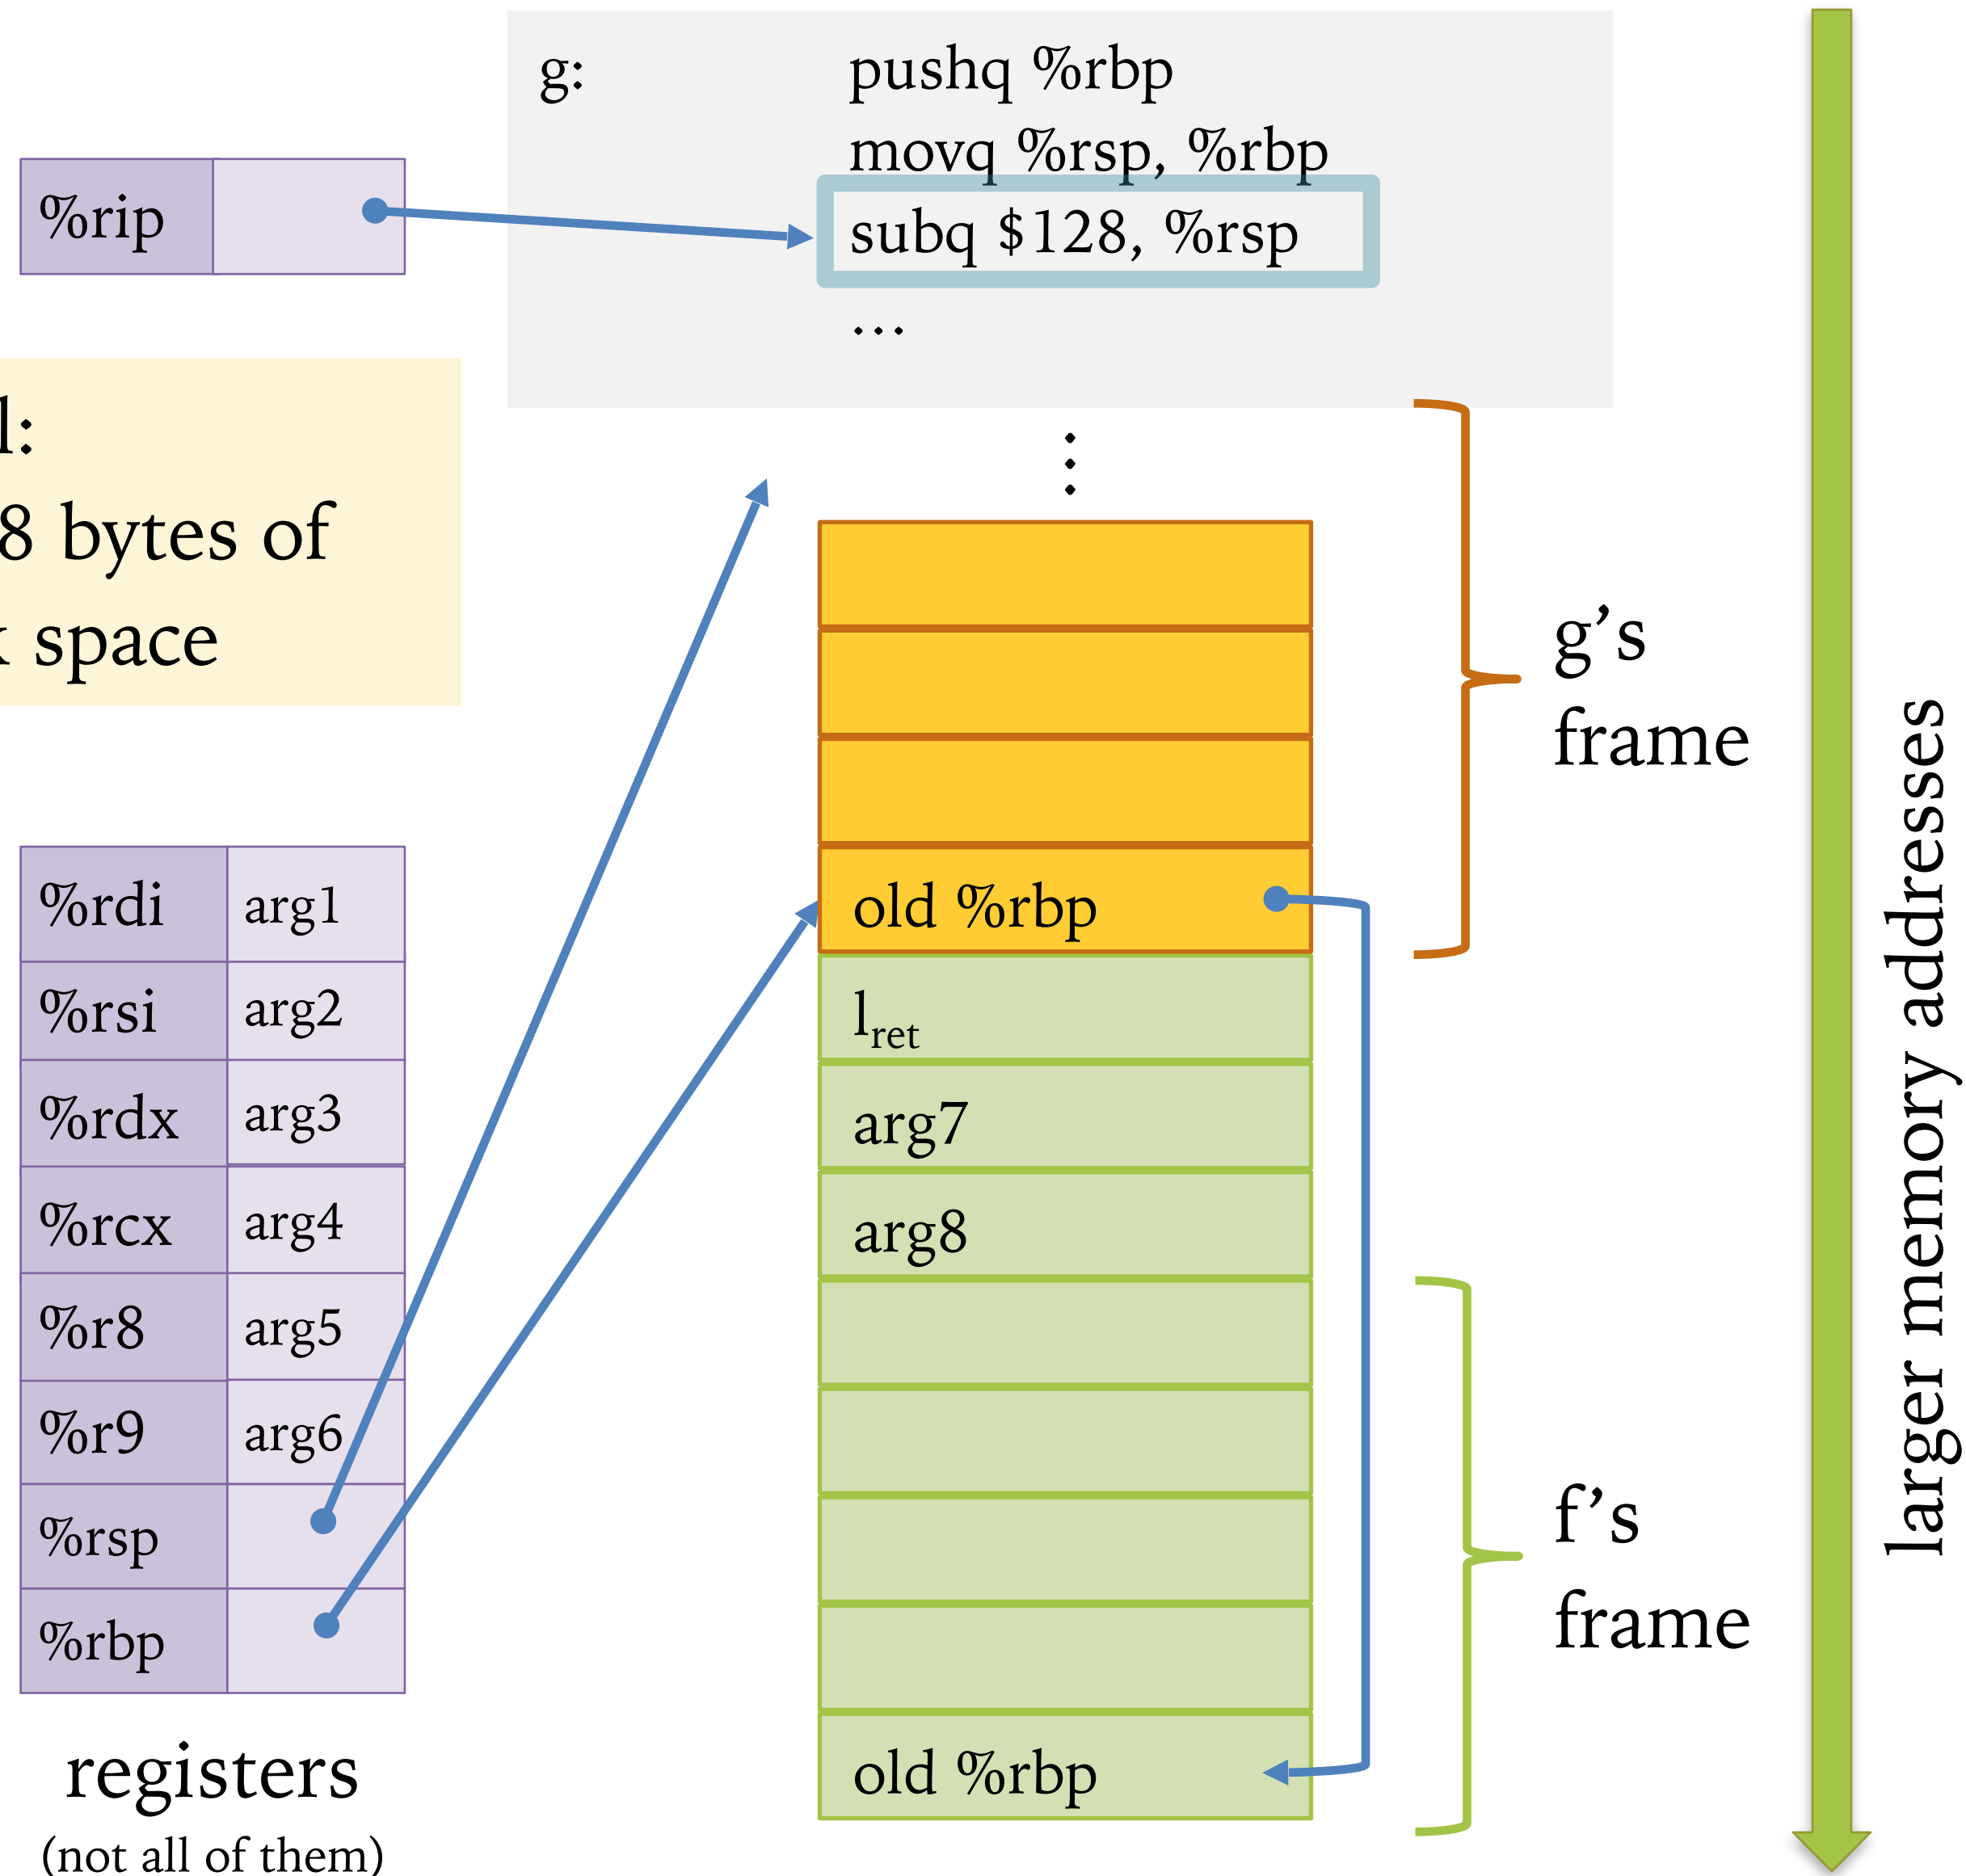 g: pushq %rbp
movq %rsp, %rbp
subq $128, %rsp
…
%rip
l:
8 bytes of
space
⋮
g's
frame
old %rbp
l_ret
arg7
arg8
f's
frame
old %rbp
%rdi arg1
%rsi arg2
%rdx arg3
%rcx arg4
%r8 arg5
%r9 arg6
%rsp
%rbp
registers
(not all of them)
larger memory addresses